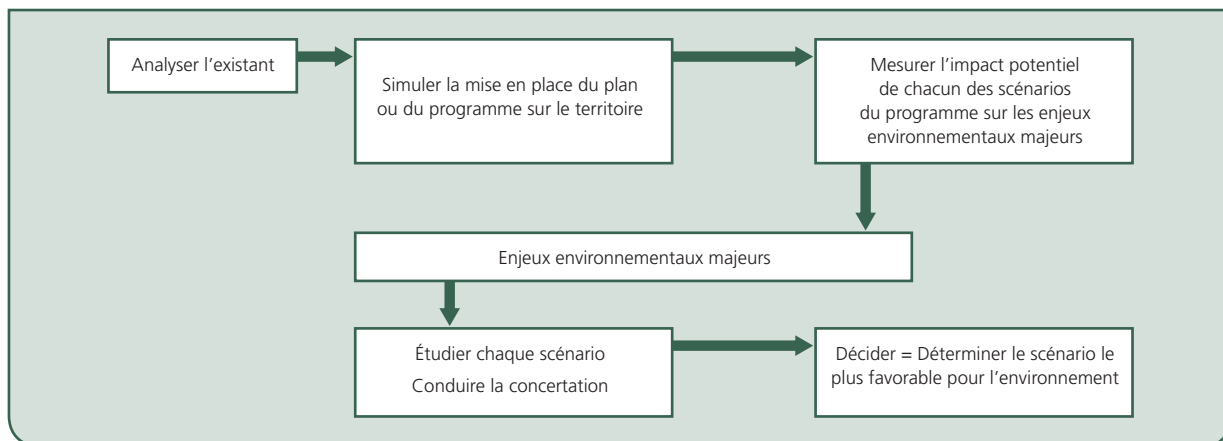 Analyser l’existant
Simuler la mise en place du plan
ou du programme sur le territoire
Mesurer l’impact potentiel
de chacun des scénarios
du programme sur les enjeux
environnementaux majeurs
Enjeux environnementaux majeurs
Étudier chaque scénario
Conduire la concertation
Décider = Déterminer le scénario le
plus favorable pour l’environnement